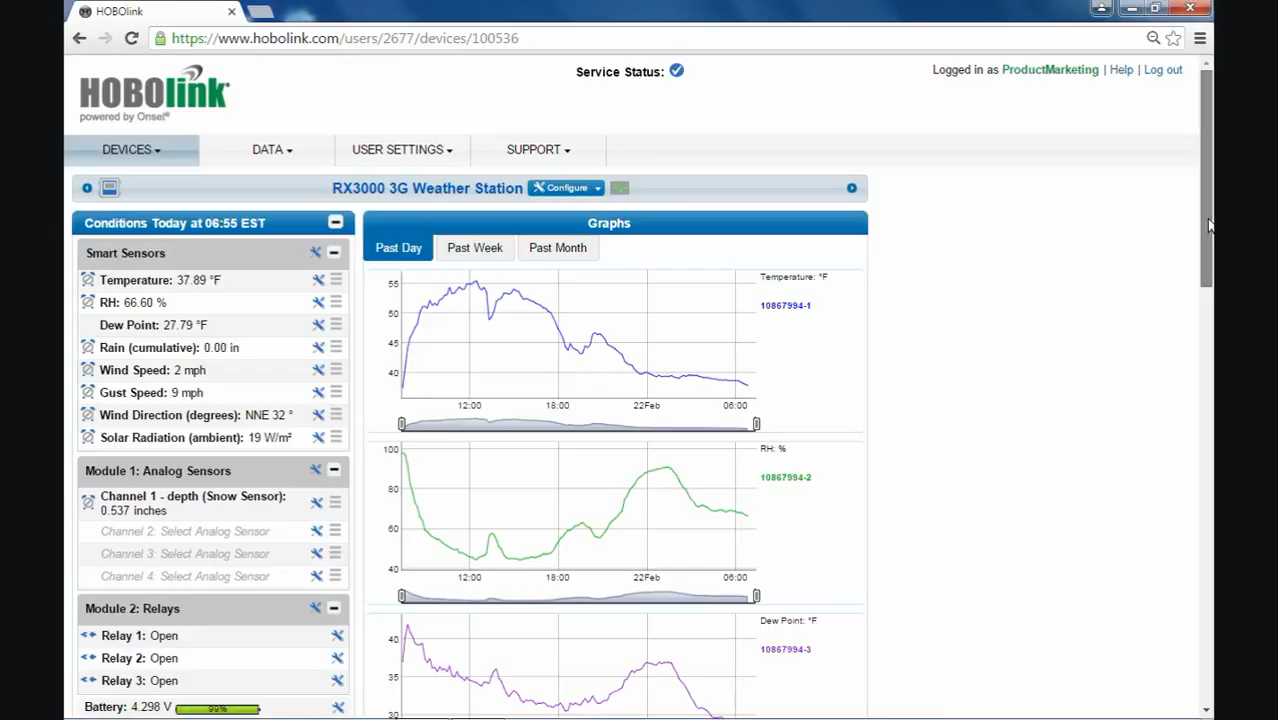 HOBOlink
https://www.hobolink.com/users/2677/devices/100536
HOBOlink
powered by Onset®
Service Status:
Logged in as ProductMarketing | Help | Log out
DEVICES
DATA
USER SETTINGS
SUPPORT
RX3000 3G Weather Station
Configure
Conditions Today at 06:55 EST
Smart Sensors
Temperature: 37.89 °F
RH: 66.60 %
Dew Point: 27.79 °F
Rain (cumulative): 0.00 in
Wind Speed: 2 mph
Gust Speed: 9 mph
Wind Direction (degrees): NNE 32 °
Solar Radiation (ambient): 19 W/m²
Module 1: Analog Sensors
Channel 1 - depth (Snow Sensor):
0.537 inches
Channel 2: Select Analog Sensor
Channel 3: Select Analog Sensor
Channel 4: Select Analog Sensor
Module 2: Relays
Relay 1: Open
Relay 2: Open
Relay 3: Open
Battery: 4.298 V 99%
Graphs
Past Day
Past Week
Past Month
55
50
45
40
12:00 18:00 22Feb 06:00
Temperature: °F
10867994-1
100
80
60
40
12:00 18:00 22Feb 06:00
RH: %
10867994-2
40
35
30
Dew Point: °F
10867994-3